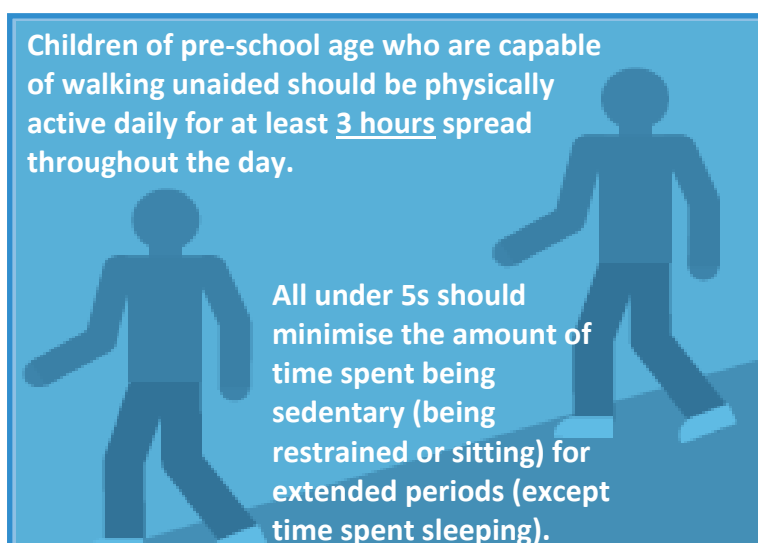 Children of pre-school age who are capable
of walking unaided should be physically
active daily for at least 3 hours spread
throughout the day.
All under 5s should
minimise the amount of
time spent being
sedentary (being
restrained or sitting) for
extended periods (except
time spent sleeping).